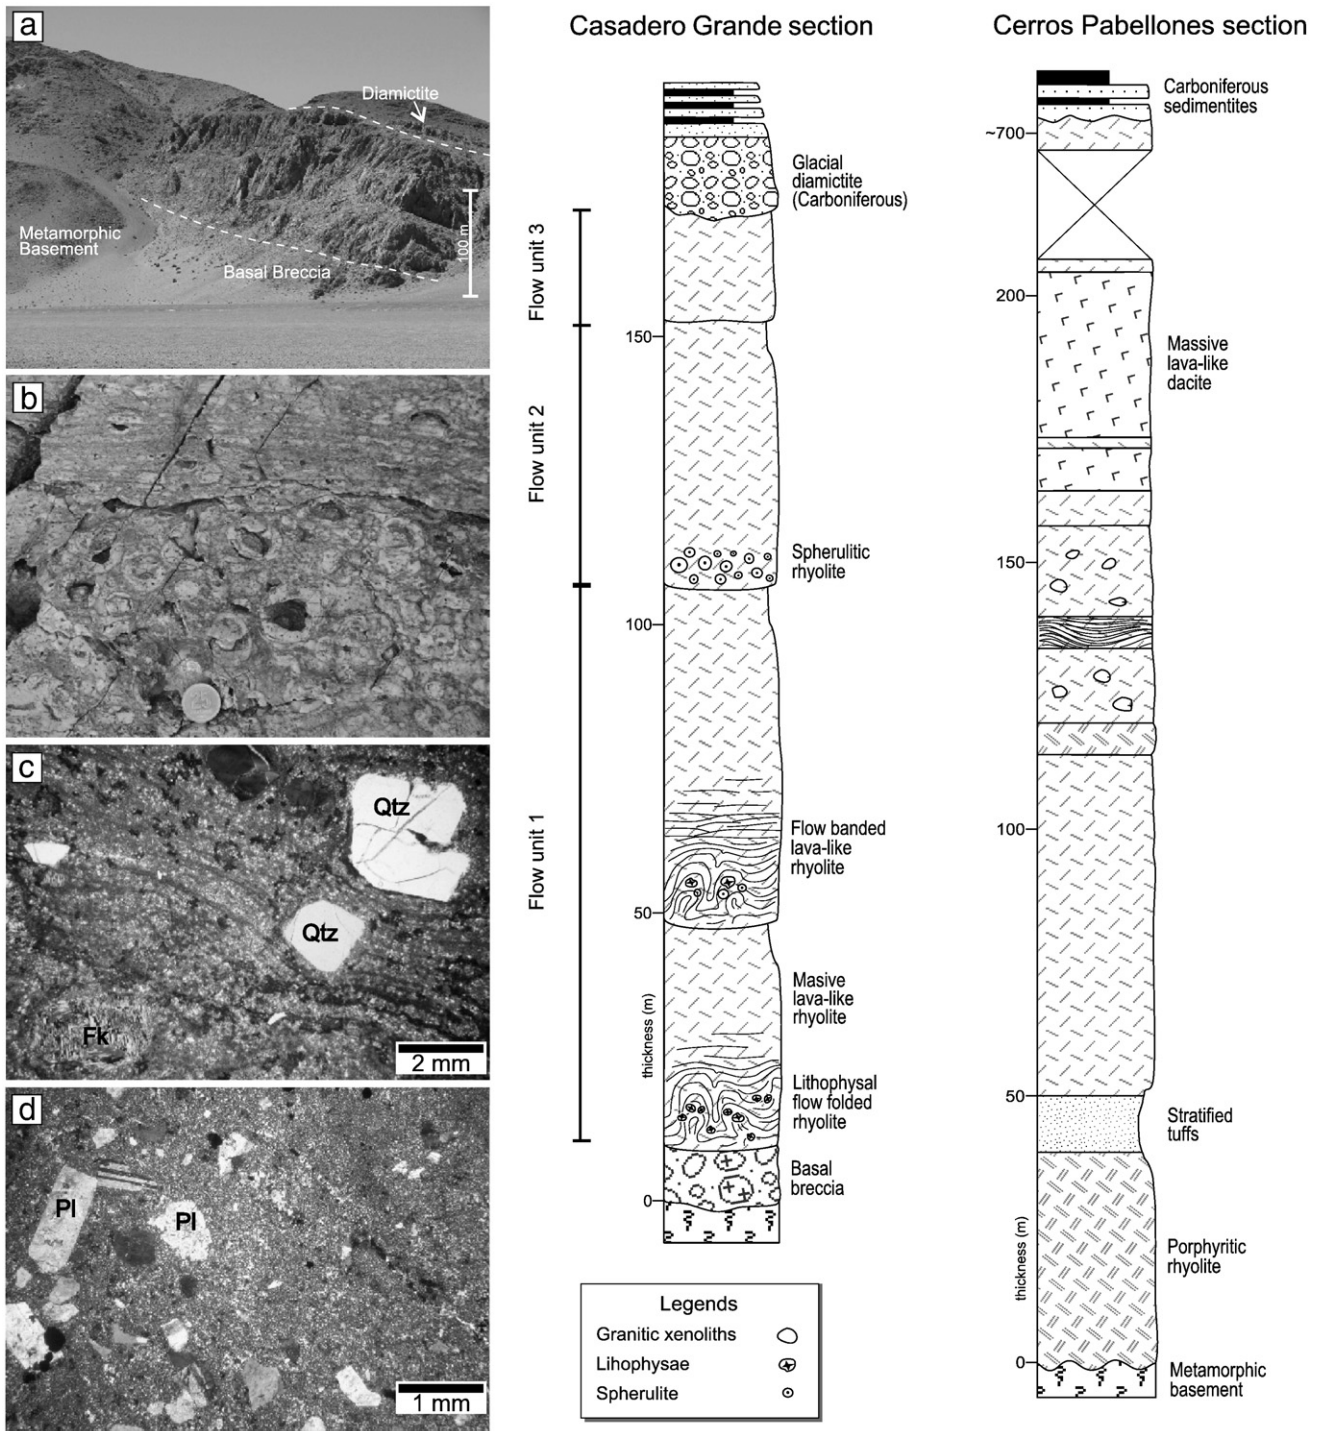 a
Diamictite
Metamorphic
Basement
Basal Breccia
100 m
b
c
Qtz
Qtz
Fk
2 mm
d
Pl
Pl
1 mm
Casadero Grande section
Glacial
diamictite
(Carboniferous)
Flow unit 3
150
Flow unit 2
Spherulitic
rhyolite
100
Flow unit 1
Flow banded
lava-like
rhyolite
50
Masive
lava-like
rhyolite
thickness (m)
Lithophysal
flow folded
rhyolite
Basal
breccia
0
Legends
Granitic xenoliths
Lihophysae
Spherulite
Cerros Pabellones section
Carboniferous
sedimentites
~700
200
Massive
lava-like
dacite
150
100
50
Stratified
tuffs
thickness (m)
Porphyritic
rhyolite
0
Metamorphic
basement